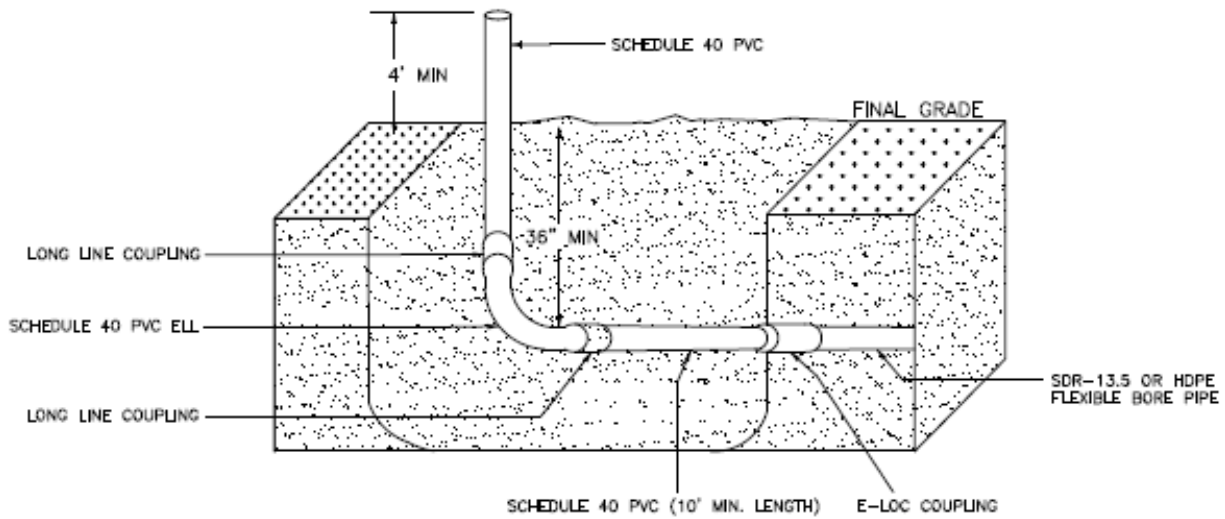 SCHEDULE 40 PVC
4' MIN
FINAL GRADE
36" MIN
LONG LINE COUPLING
SCHEDULE 40 PVC ELL
LONG LINE COUPLING
SDR-13.5 OR HDPE
FLEXIBLE BORE PIPE
SCHEDULE 40 PVC (10' MIN. LENGTH)
E-LOC COUPLING